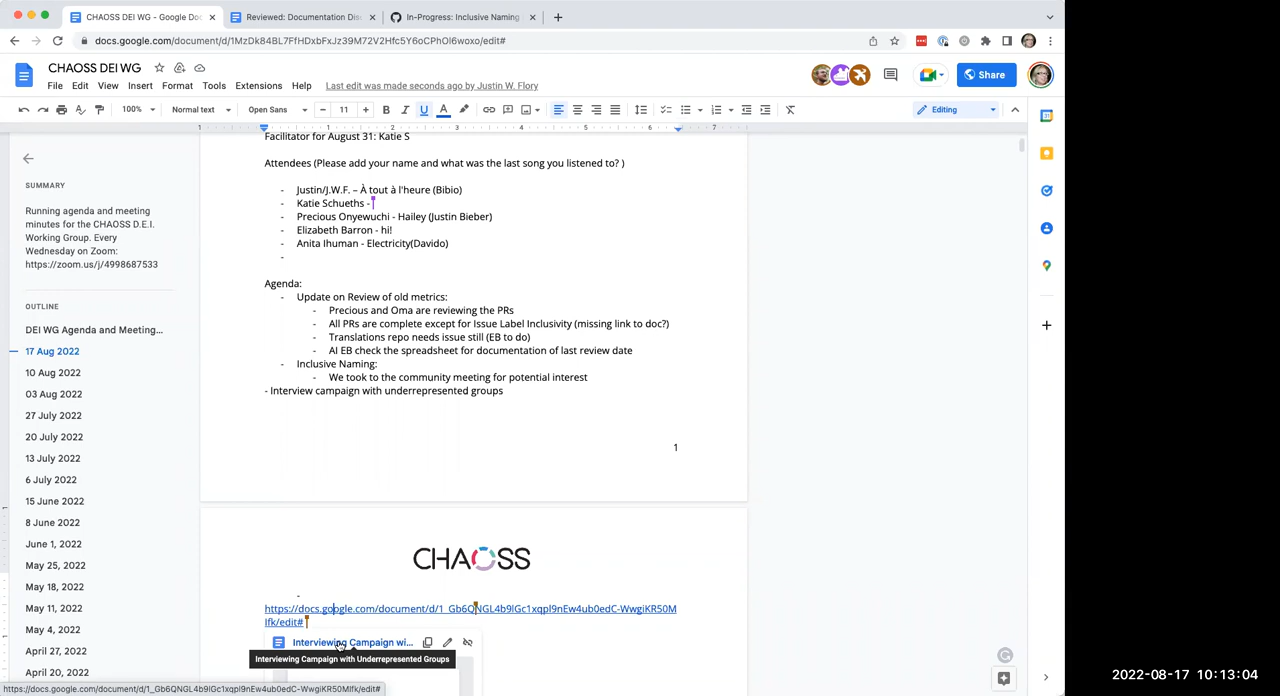 CHAOSS DEI WG - Google Doc
Reviewed: Documentation Dis
In-Progress: Inclusive Naming
docs.google.com/document/d/1MzDk84BL7FfHDxbFxJz39M72V2Hfc5Y6oCPhOl6woxo/edit#
CHAOSS DEI WG
File Edit View Insert Format Tools Extensions Help Last edit was made seconds ago by Justin W. Flory
Share
100% Normal text Open Sans 11 B I U A Editing
1 1 2 3 4 5 6 7
SUMMARY
Running agenda and meeting
minutes for the CHAOSS D.E.I.
Working Group. Every
Wednesday on Zoom:
https://zoom.us/j/4998687533
OUTLINE
DEI WG Agenda and Meeting...
17 Aug 2022
10 Aug 2022
03 Aug 2022
27 July 2022
20 July 2022
13 July 2022
6 July 2022
15 June 2022
8 June 2022
June 1, 2022
May 25, 2022
May 18, 2022
May 11, 2022
May 4, 2022
April 27, 2022
April 20, 2022
Facilitator for August 31: Katie S
Attendees (Please add your name and what was the last song you listened to? )
- Justin/J.W.F. – À tout à l'heure (Bibio)
- Katie Schueths -
- Precious Onyewuchi - Hailey (Justin Bieber)
- Elizabeth Barron - hi!
- Anita Ihuman - Electricity(Davido)
-
Agenda:
- Update on Review of old metrics:
- Precious and Oma are reviewing the PRs
- All PRs are complete except for Issue Label Inclusivity (missing link to doc?)
- Translations repo needs issue still (EB to do)
- AI EB check the spreadsheet for documentation of last review date
- Inclusive Naming:
- We took to the community meeting for potential interest
- Interview campaign with underrepresented groups
1
CHAOSS
-
https://docs.google.com/document/d/1_Gb6QNGL4b9lGc1xqpl9nEw4ub0edC-WwgiKR50M
Ifk/edit#
Interviewing Campaign wi...
Interviewing Campaign with Underrepresented Groups
https://docs.google.com/document/d/1_Gb6QNGL4b9lGc1xqpl9nEw4ub0edC-WwgiKR50MIfk/edit#
2022-08-17 10:13:04